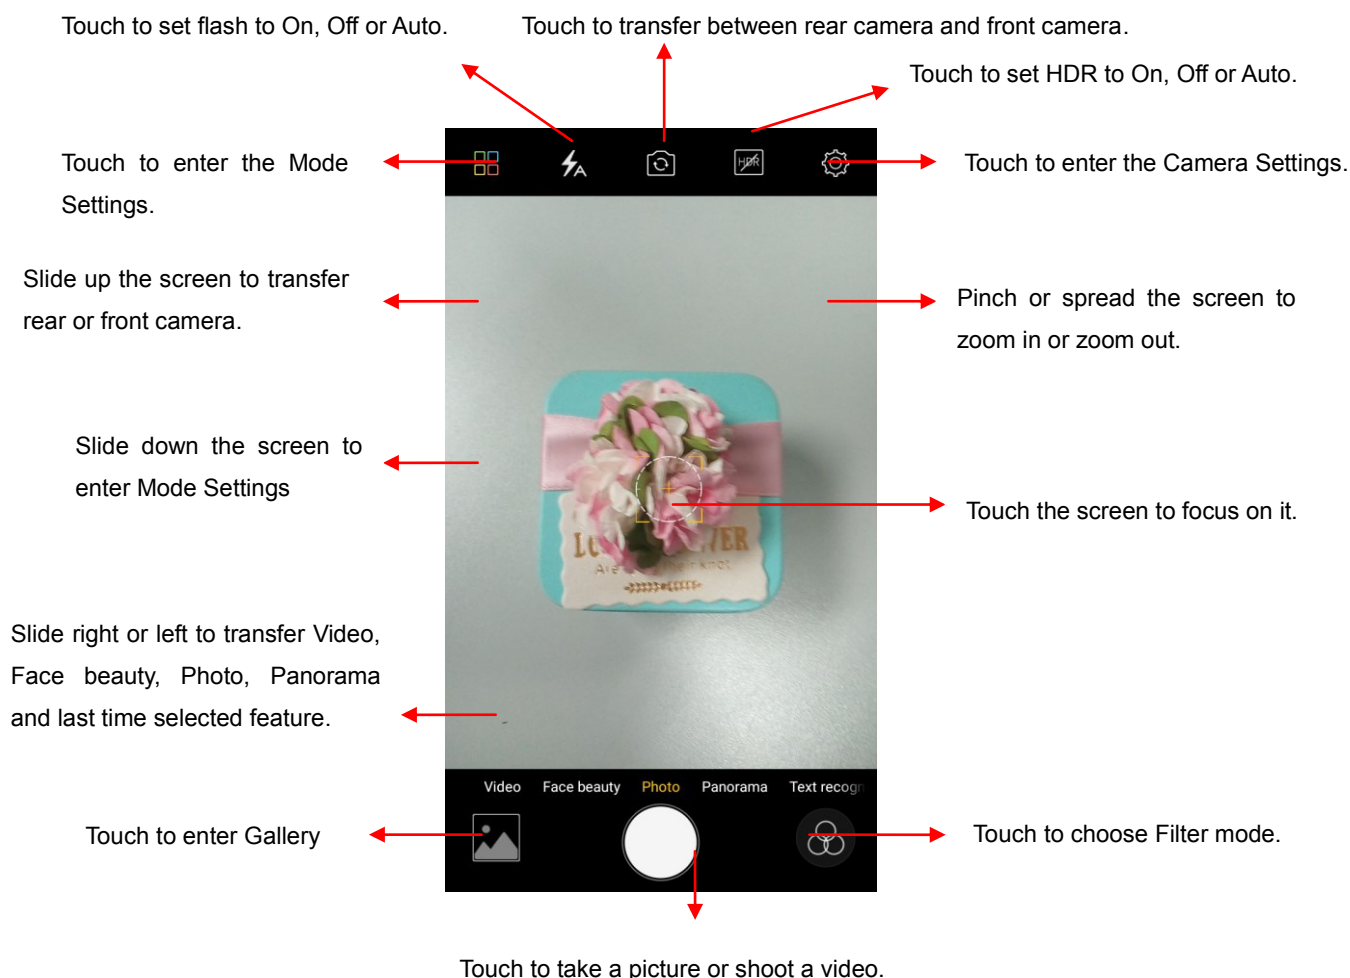 Touch to set flash to On, Off or Auto.
Touch to transfer between rear camera and front camera.
Touch to set HDR to On, Off or Auto.
Touch to enter the Mode
Settings.
A
HDR
Touch to enter the Camera Settings.
Slide up the screen to transfer
rear or front camera.
Pinch or spread the screen to
zoom in or zoom out.
Slide down the screen to
enter Mode Settings
Touch the screen to focus on it.
Slide right or left to transfer Video,
Face beauty, Photo, Panorama
and last time selected feature.
Video Face beauty Photo Panorama Text recogn
Touch to enter Gallery
Touch to choose Filter mode.
Touch to take a picture or shoot a video.